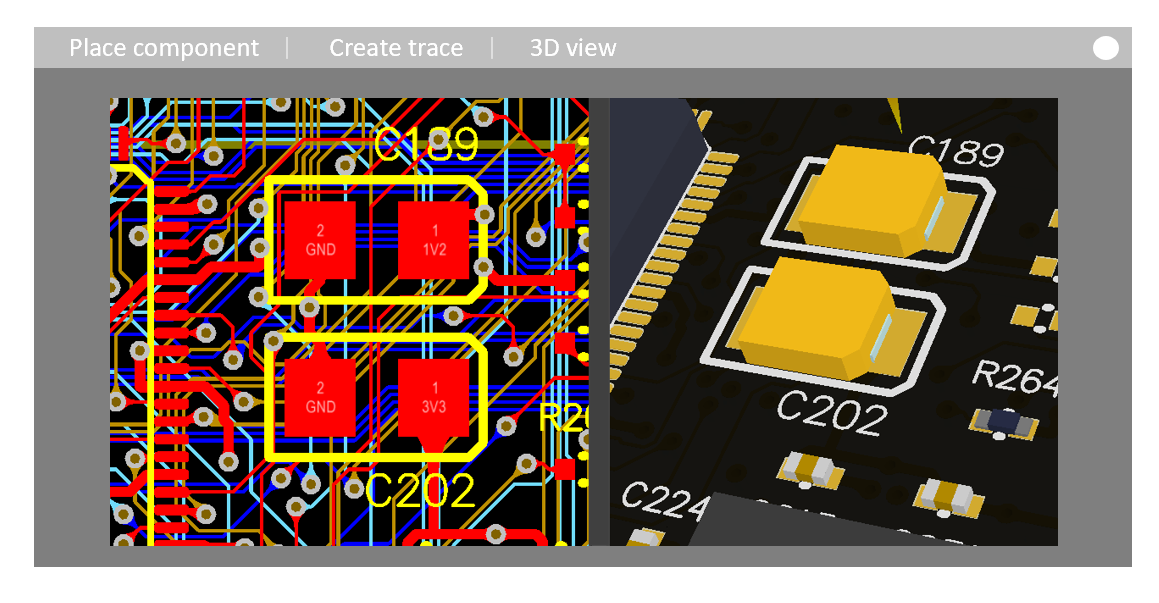 Place component
Create trace
3D view
C189
2
GND
1
1V2
2
GND
1
3V3
C202
C189
C202
R264
C224